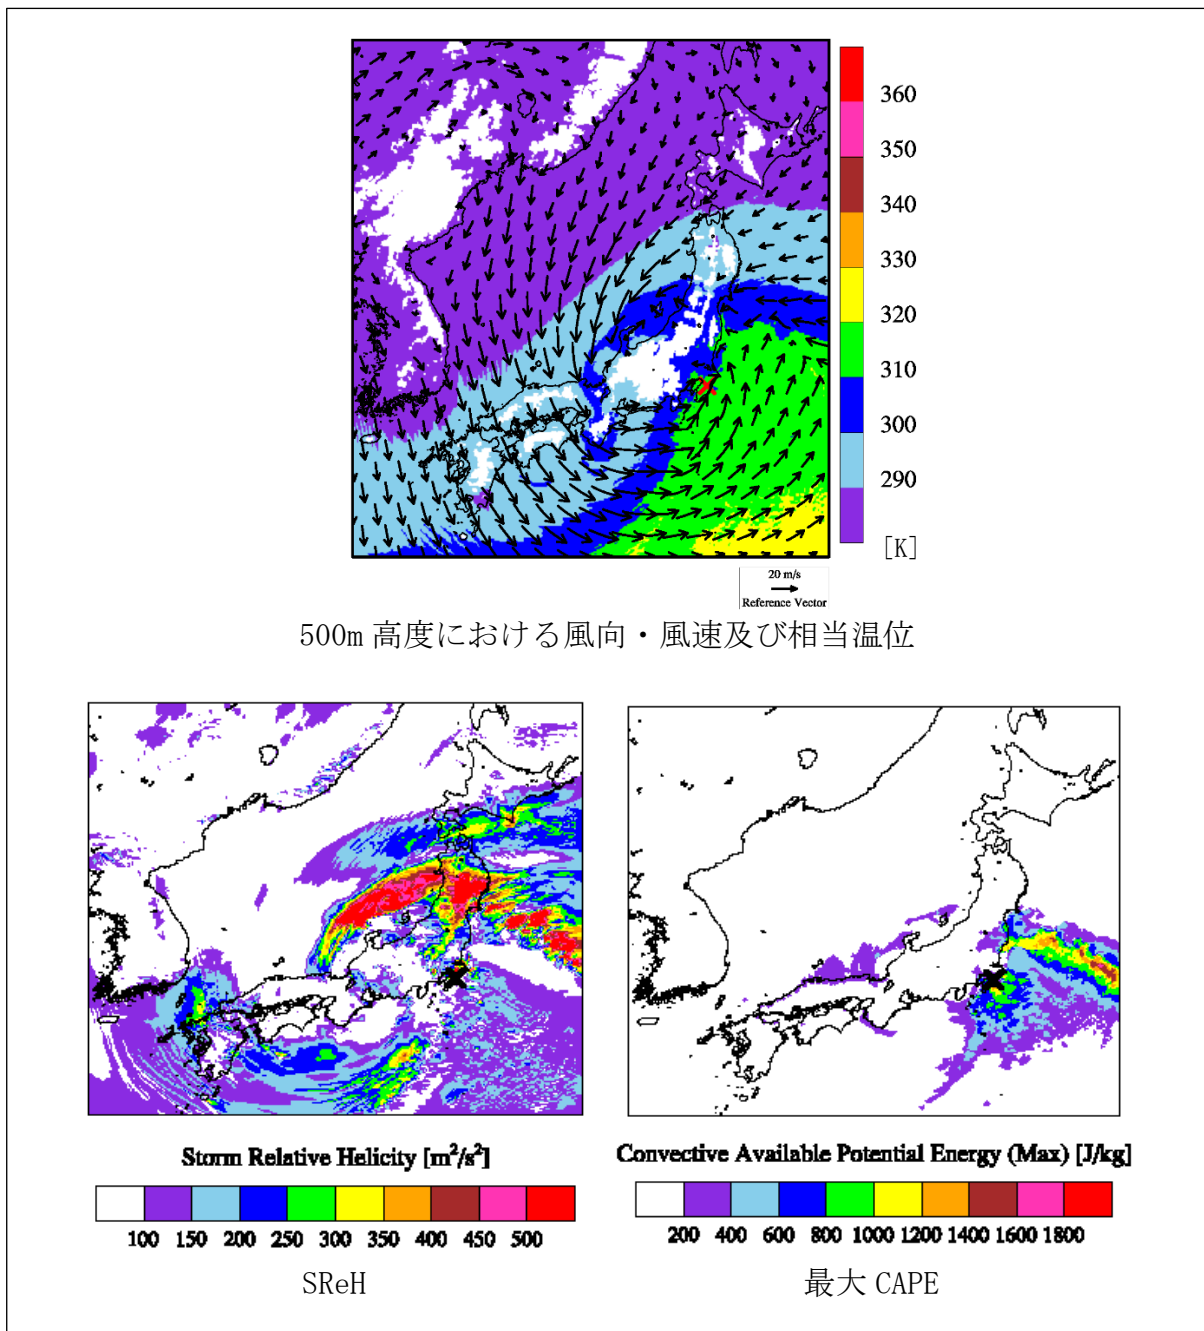 360
350
340
330
320
310
300
290
[K]
20 m/s
Reference Vector
500m 高度における風向・風速及び相当温位
Storm Relative Helicity [m²/s²]
100 150 200 250 300 350 400 450 500
SReH
Convective Available Potential Energy (Max) [J/kg]
200 400 600 800 1000 1200 1400 1600 1800
最大 CAPE